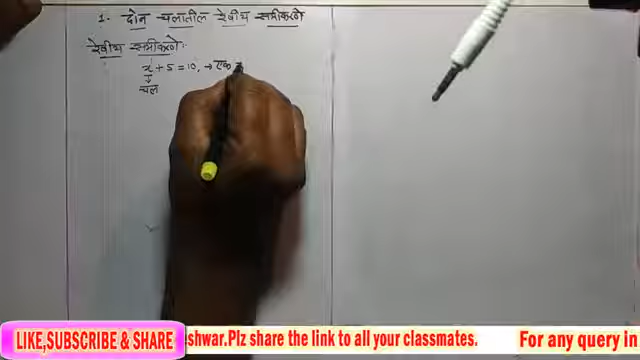 1. दोन चलातील रेषीय समीकरणे
रेषीय समीकरणे:-
x + 5 = 10, → एक
चल
LIKE,SUBSCRIBE & SHARE
shwar.Plz share the link to all your classmates.
For any query in